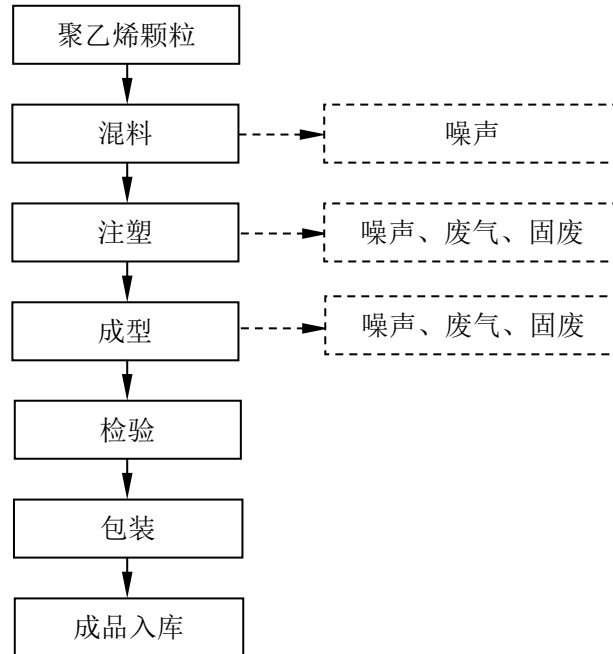 聚乙烯颗粒
混料
噪声
注塑
噪声、废气、固废
成型
噪声、废气、固废
检验
包装
成品入库